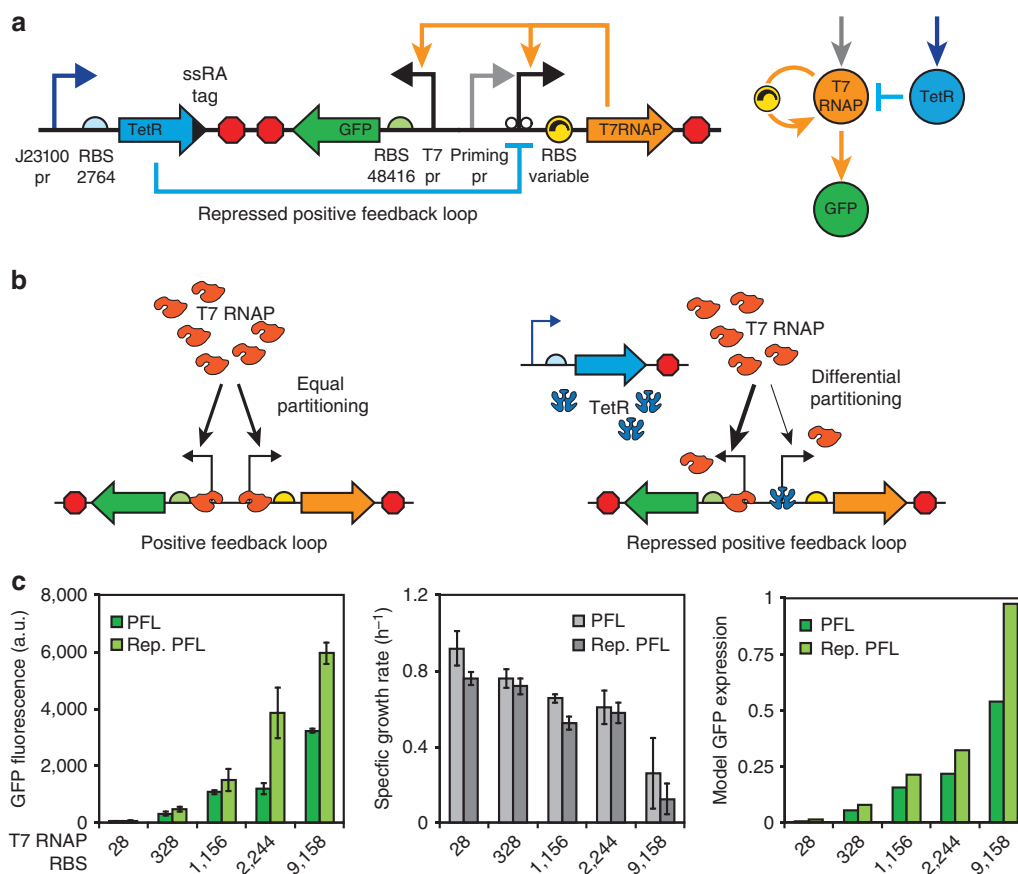 a
ssRA
tag
TetR
GFP
T7RNAP
J23100
pr
RBS
2764
RBS
48416
T7
pr
Priming
pr
RBS
variable
Repressed positive feedback loop
T7
RNAP
TetR
GFP
b
T7 RNAP
Equal
partitioning
Positive feedback loop
TetR
T7 RNAP
Differential
partitioning
Repressed positive feedback loop
c
GFP fluorescence (a.u.)
8,000
6,000
4,000
2,000
0
PFL
Rep. PFL
T7 RNAP
RBS
28
328
1,156
2,244
9,158
Specfic growth rate (h⁻¹)
1.2
0.8
0.4
0
PFL
Rep. PFL
28
328
1,156
2,244
9,158
Model GFP expression
1
0.75
0.5
0.25
0
PFL
Rep. PFL
28
328
1,156
2,244
9,158